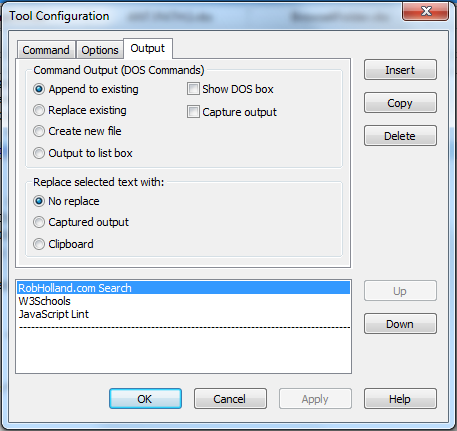 Tool Configuration
Command Options Output
Command Output (DOS Commands)
Append to existing Show DOS box
Replace existing Capture output
Create new file
Output to list box
Replace selected text with:
No replace
Captured output
Clipboard
Insert
Copy
Delete
RobHolland.com Search
W3Schools
JavaScript Lint
Up
Down
OK Cancel Apply Help